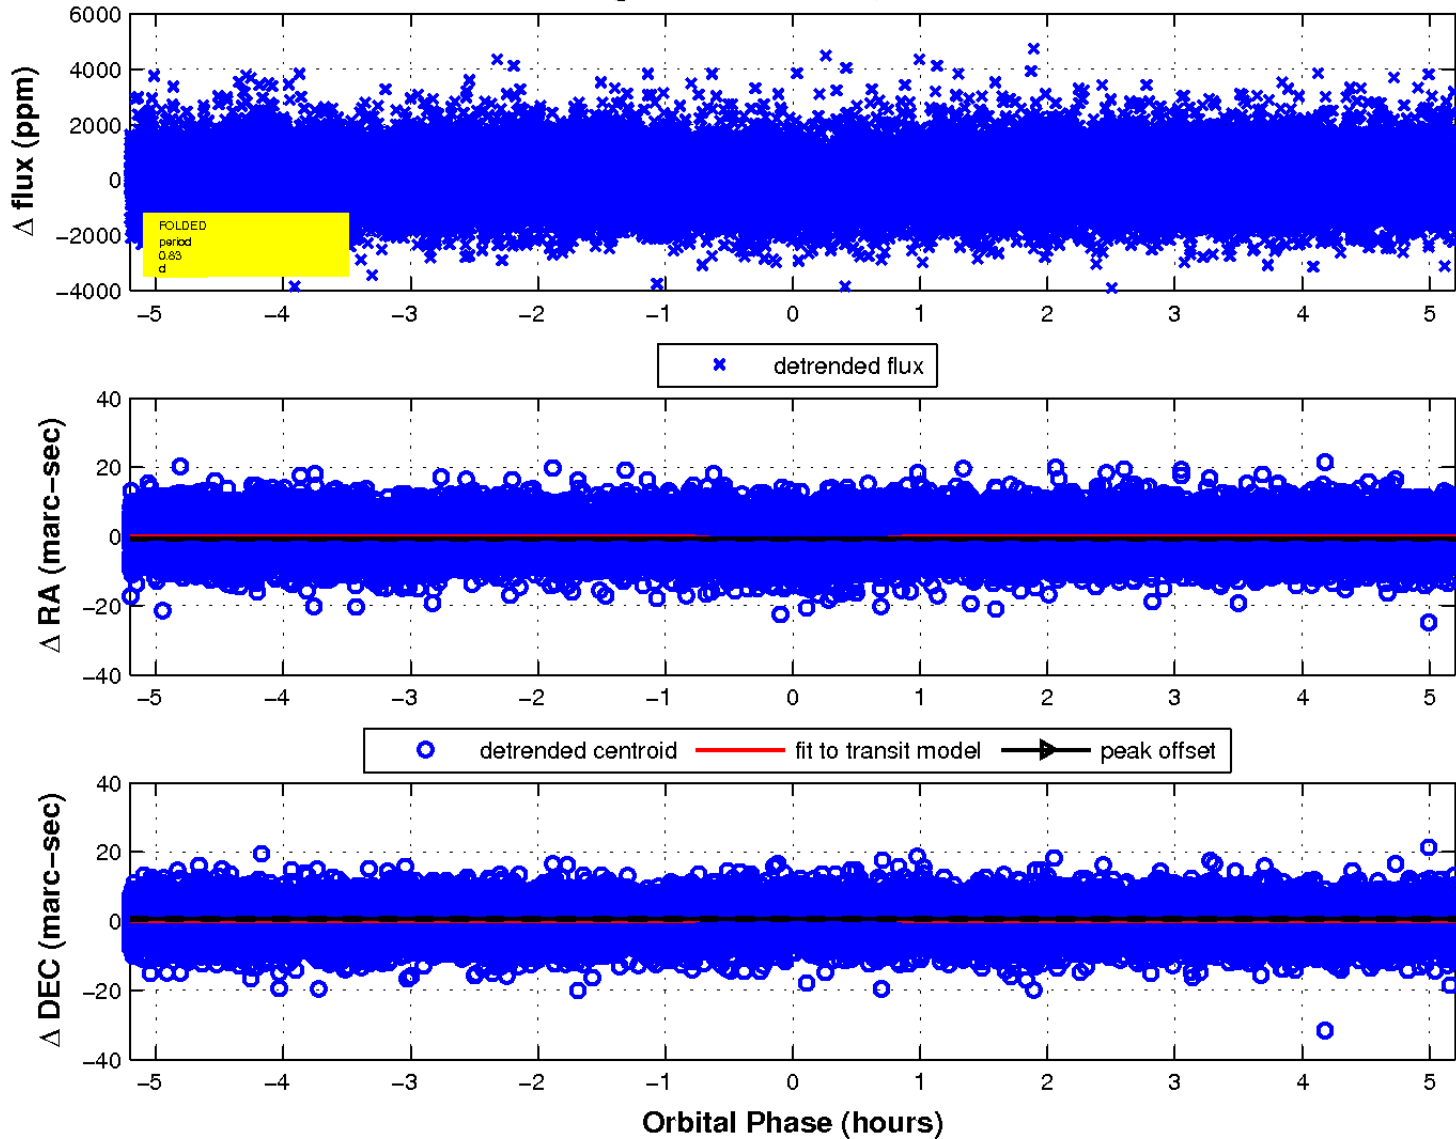 6000
4000
2000
0
−2000
−4000
Δ flux (ppm)
FOLDED
period
0.83
d
−5 −4 −3 −2 −1 0 1 2 3 4 5
detrended flux
40
20
0
−20
−40
Δ RA (marc−sec)
−5 −4 −3 −2 −1 0 1 2 3 4 5
detrended centroid fit to transit model peak offset
40
20
0
−20
−40
Δ DEC (marc−sec)
−5 −4 −3 −2 −1 0 1 2 3 4 5
Orbital Phase (hours)